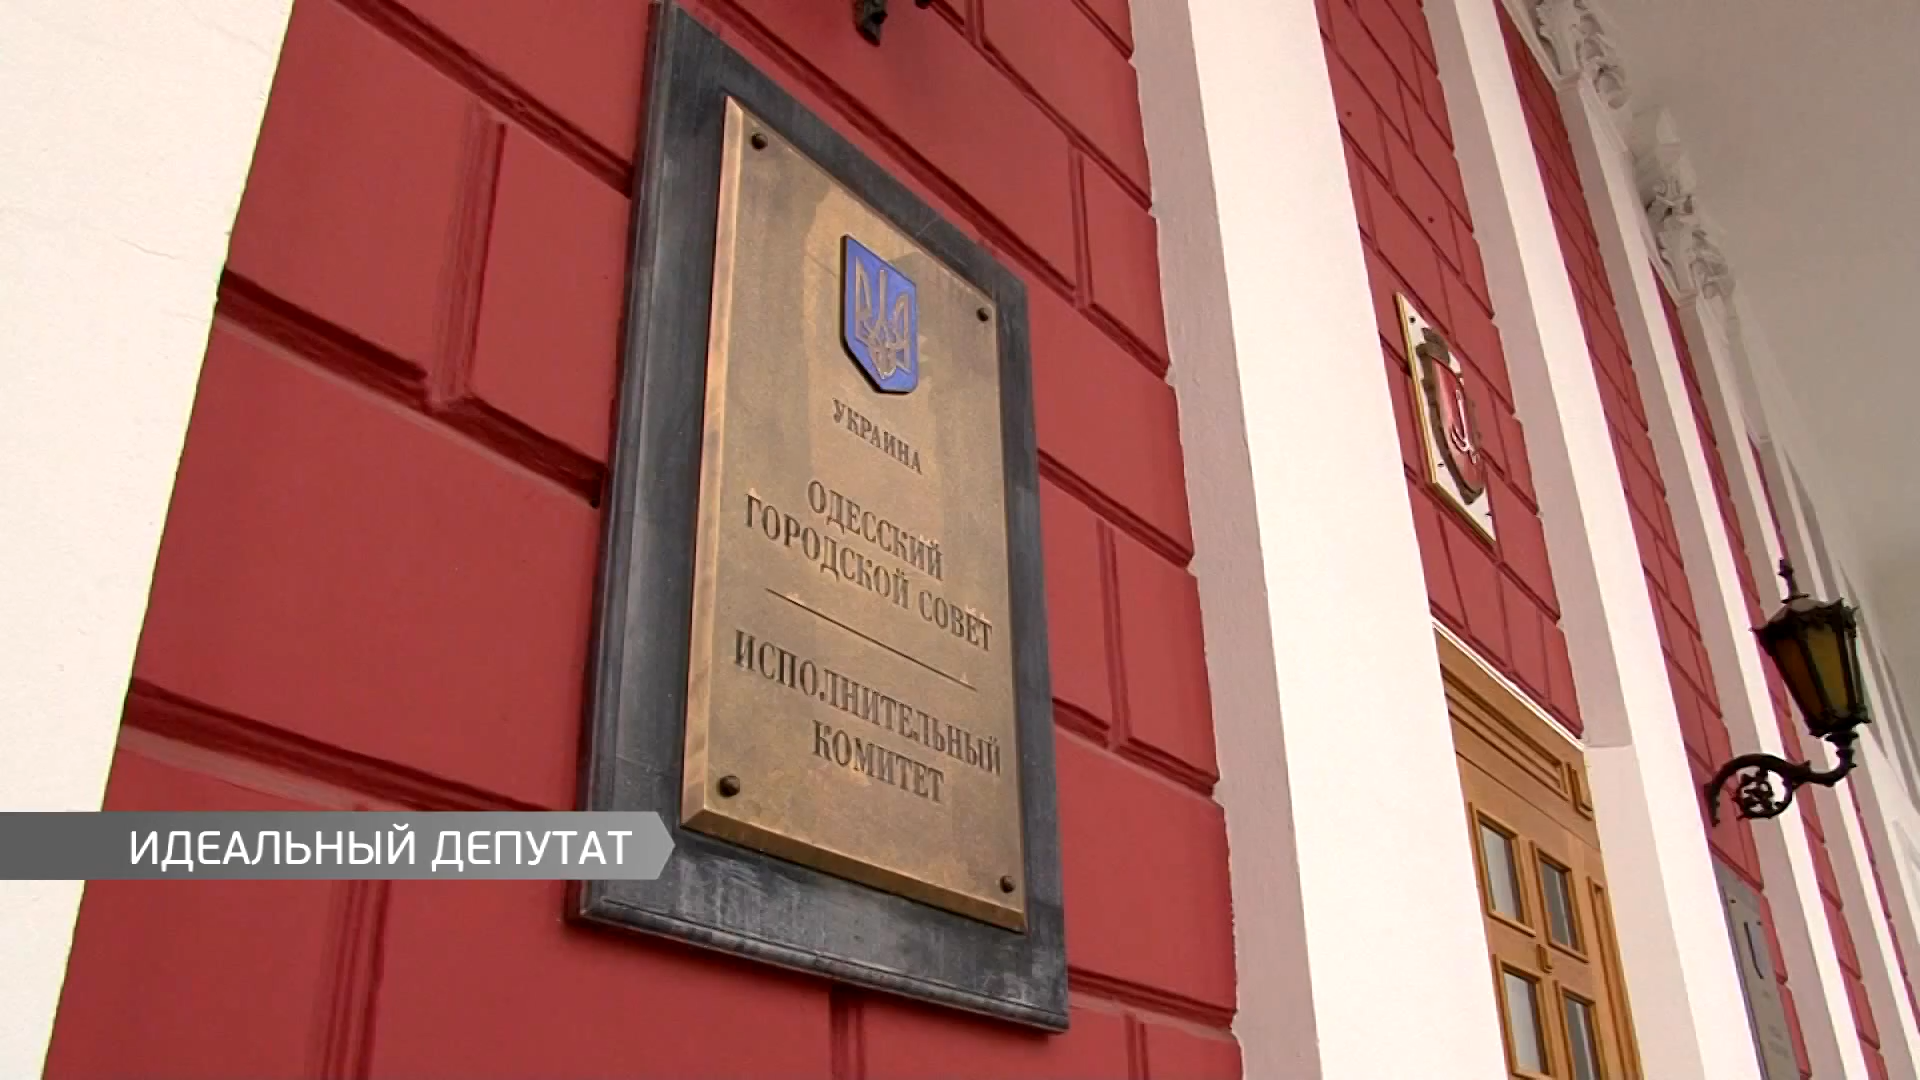 УКРАИНА
ОДЕССКИЙ
ГОРОДСКОЙ СОВЕТ
ИСПОЛНИТЕЛЬНЫЙ
КОМИТЕТ
ИДЕАЛЬНЫЙ ДЕПУТАТ